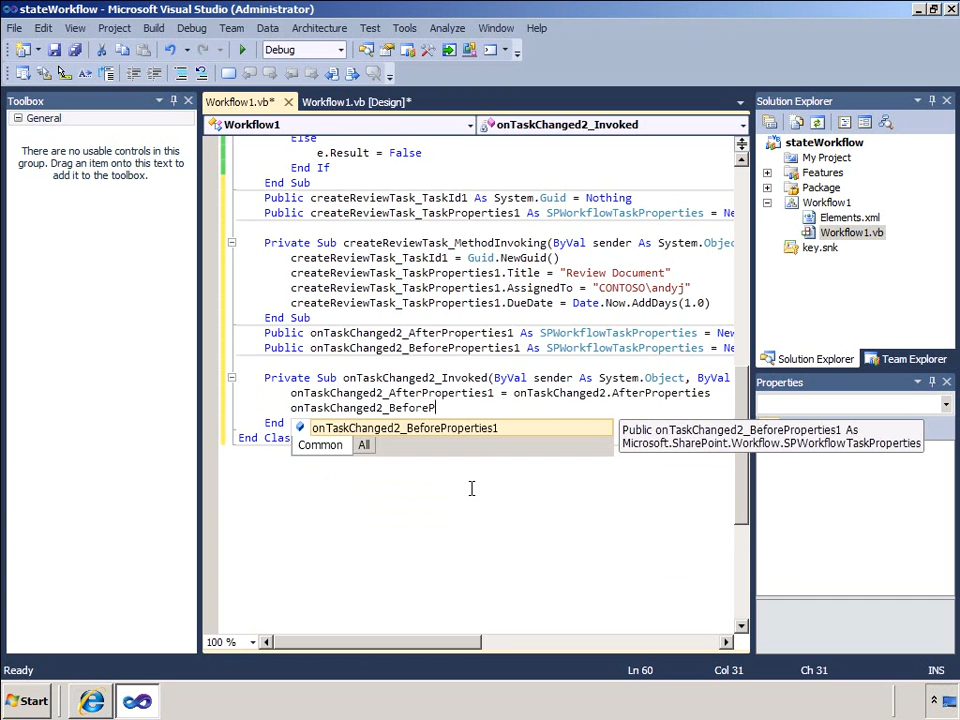 stateWorkflow - Microsoft Visual Studio (Administrator)
File Edit View Project Build Debug Team Data Architecture Test Tools Analyze Window Help
Debug
Toolbox
General
There are no usable controls in this
group. Drag an item onto this text to
add it to the toolbox.
Workflow1.vb* Workflow1.vb [Design]*
Workflow1 onTaskChanged2_Invoked
Else
e.Result = False
End If
End Sub
Public createReviewTask_TaskId1 As System.Guid = Nothing
Public createReviewTask_TaskProperties1 As SPWorkflowTaskProperties = Ne
Private Sub createReviewTask_MethodInvoking(ByVal sender As System.Objec
createReviewTask_TaskId1 = Guid.NewGuid()
createReviewTask_TaskProperties1.Title = "Review Document"
createReviewTask_TaskProperties1.AssignedTo = "CONTOSO\andyj"
createReviewTask_TaskProperties1.DueDate = Date.Now.AddDays(1.0)
End Sub
Public onTaskChanged2_AfterProperties1 As SPWorkflowTaskProperties = New
Public onTaskChanged2_BeforeProperties1 As SPWorkflowTaskProperties = Ne
Private Sub onTaskChanged2_Invoked(ByVal sender As System.Object, ByVal
onTaskChanged2_AfterProperties1 = onTaskChanged2.AfterProperties
onTaskChanged2_BeforeP
End
End Clas
onTaskChanged2_BeforeProperties1
Common All
Public onTaskChanged2_BeforeProperties1 As
Microsoft.SharePoint.Workflow.SPWorkflowTaskProperties
100 %
Solution Explorer
stateWorkflow
My Project
Features
Package
Workflow1
Elements.xml
Workflow1.vb
key.snk
Solution Explorer Team Explorer
Properties
Ready Ln 60 Col 31 Ch 31 INS
Start